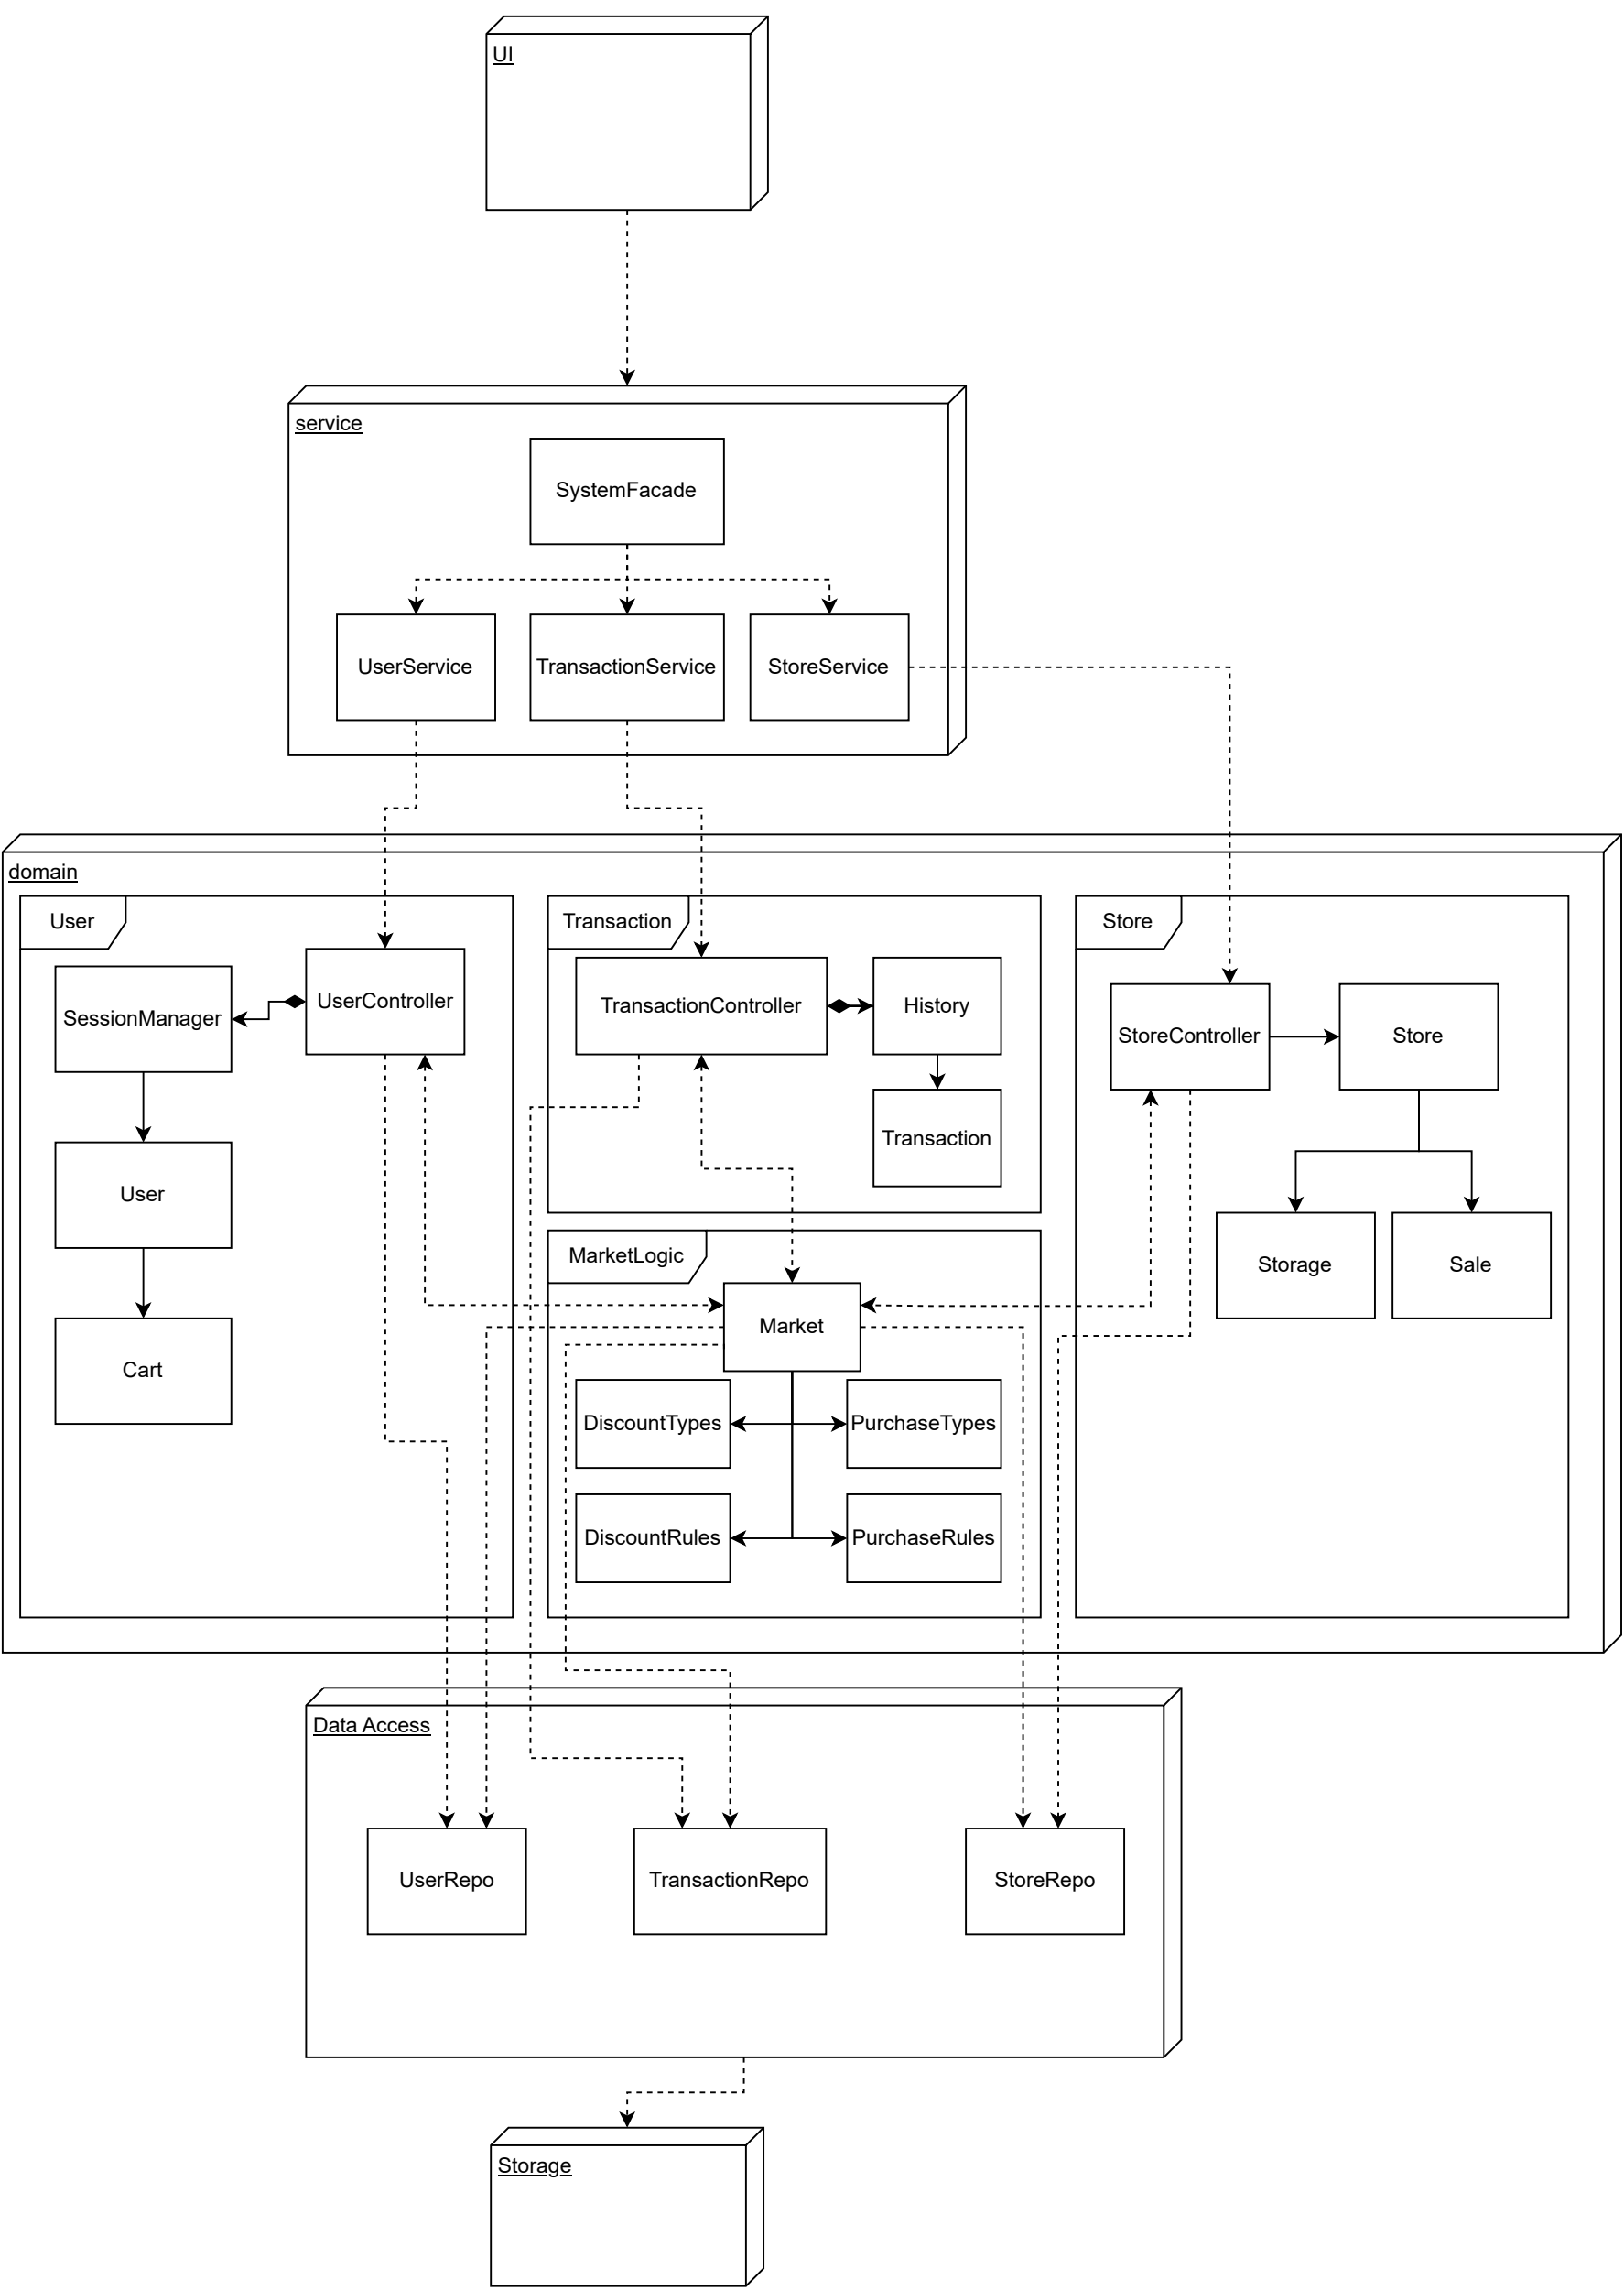 UI
service
SystemFacade
UserService
TransactionService
StoreService
domain
User
Transaction
Store
SessionManager
UserController
TransactionController
History
StoreController
Store
Transaction
User
MarketLogic
Storage
Sale
Market
Cart
DiscountTypes
PurchaseTypes
DiscountRules
PurchaseRules
Data Access
UserRepo
TransactionRepo
StoreRepo
Storage